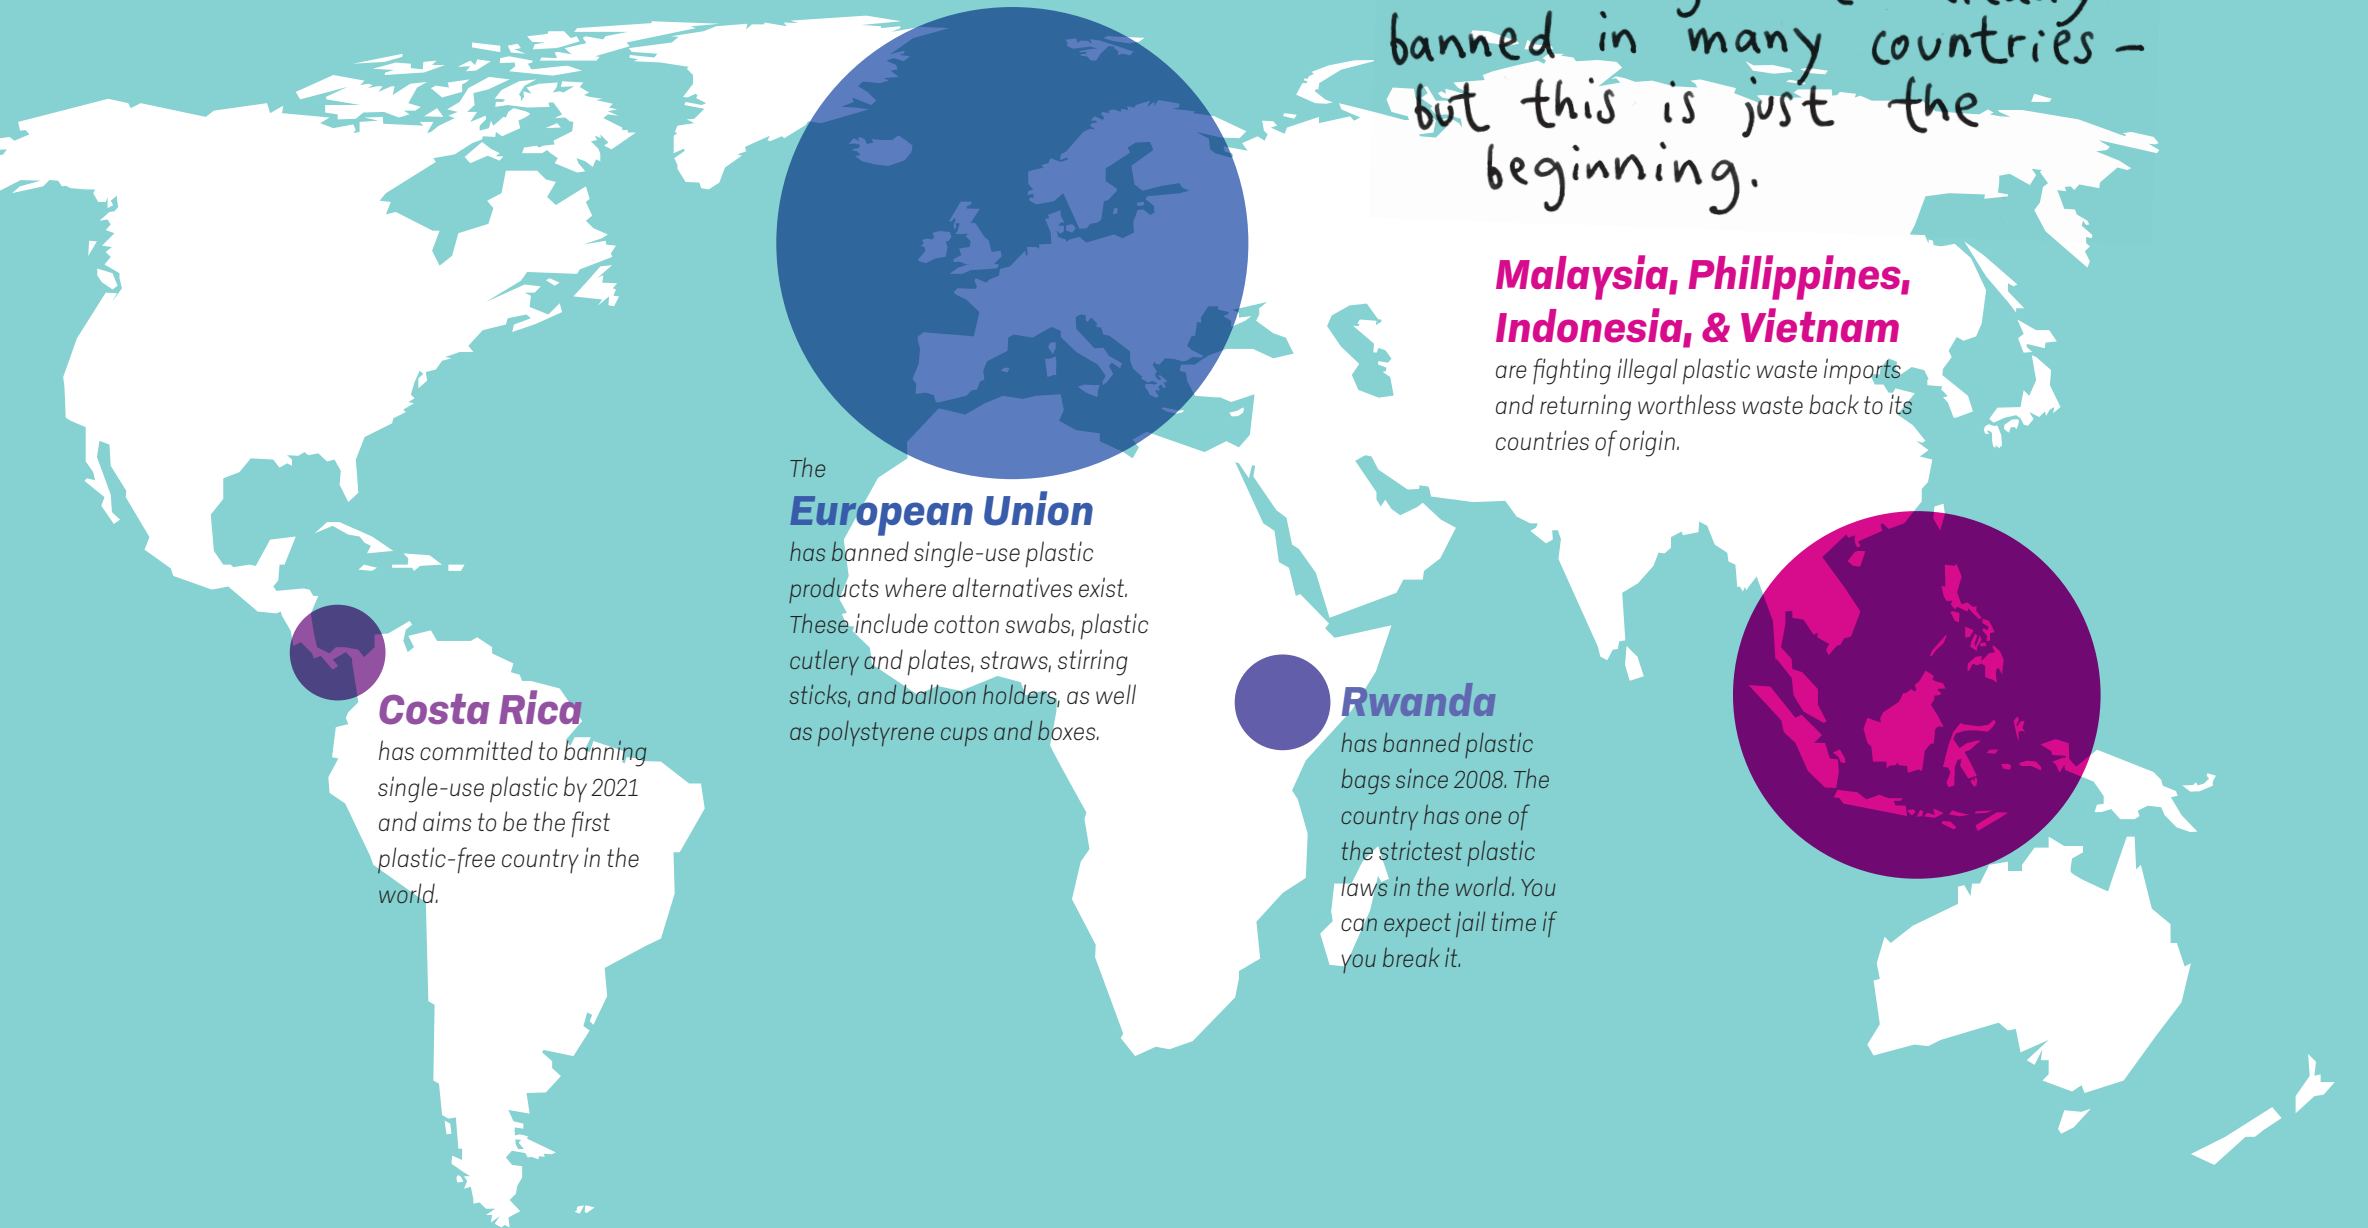 banned in many countries –
but this is just the
beginning.
Malaysia, Philippines,
Indonesia, & Vietnam
are fighting illegal plastic waste imports
and returning worthless waste back to its
countries of origin.
The
European Union
has banned single-use plastic
products where alternatives exist.
These include cotton swabs, plastic
cutlery and plates, straws, stirring
sticks, and balloon holders, as well
as polystyrene cups and boxes.
Costa Rica
has committed to banning
single-use plastic by 2021
and aims to be the first
plastic-free country in the
world.
Rwanda
has banned plastic
bags since 2008. The
country has one of
the strictest plastic
laws in the world. You
can expect jail time if
you break it.